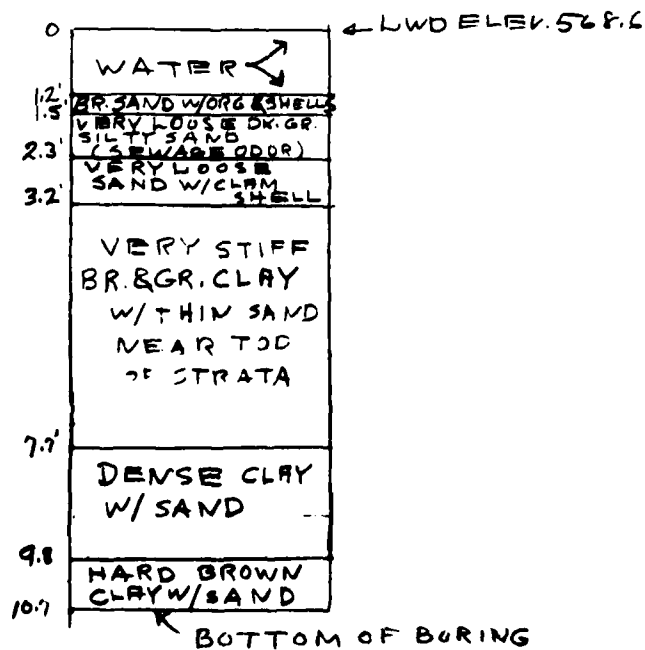 0
LWD ELEV. 568.6
WATER
1.2'
BR. SAND W/ORG & SHELLS
1.5'
VERY LOOSE DK. GR.
SILTY SAND
(SEWAGE ODOR)
2.3'
VERY LOOSE
SAND W/CLAM
SHELL
3.2'
VERY STIFF
BR. & GR. CLAY
W/ THIN SAND
NEAR TOP
OF STRATA
7.7'
DENSE CLAY
W/ SAND
9.8
HARD BROWN
CLAY W/ SAND
10.7
BOTTOM OF BORING